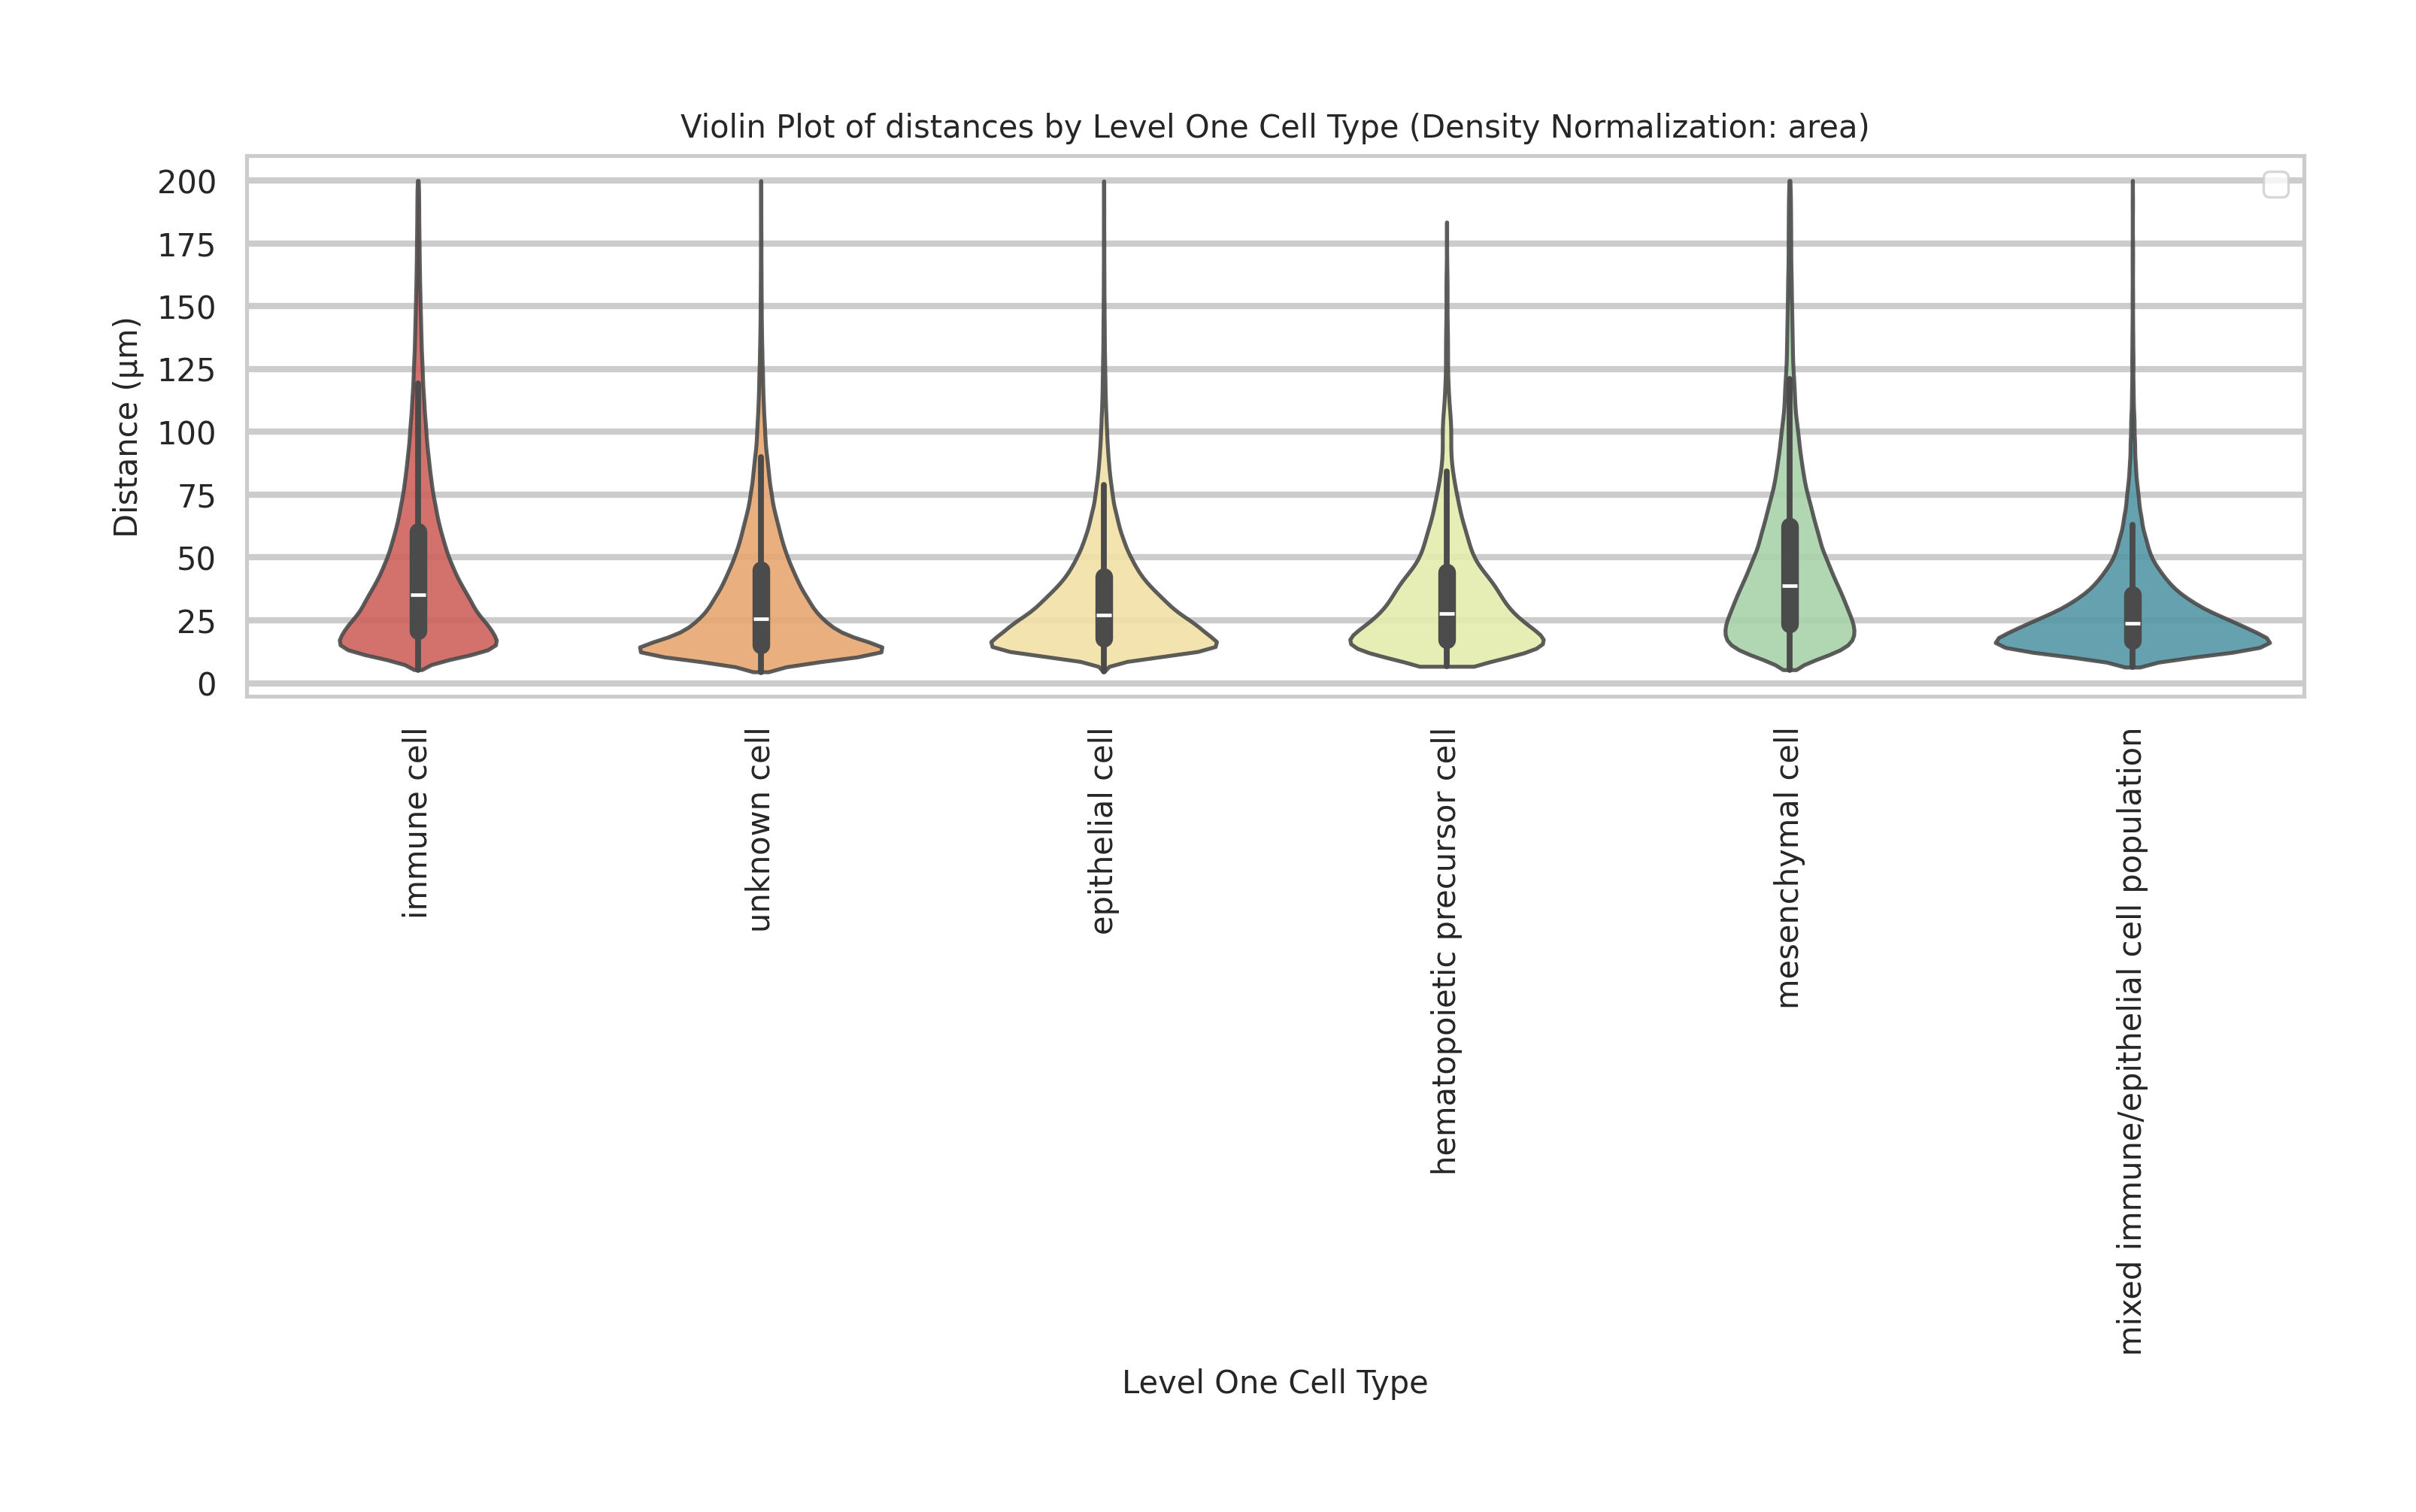 Violin Plot of distances by Level One Cell Type (Density Normalization: area)
Distance (µm)
200
175
150
125
100
75
50
25
0
immune cell
unknown cell
epithelial cell
hematopoietic precursor cell
mesenchymal cell
mixed immune/epithelial cell population
Level One Cell Type